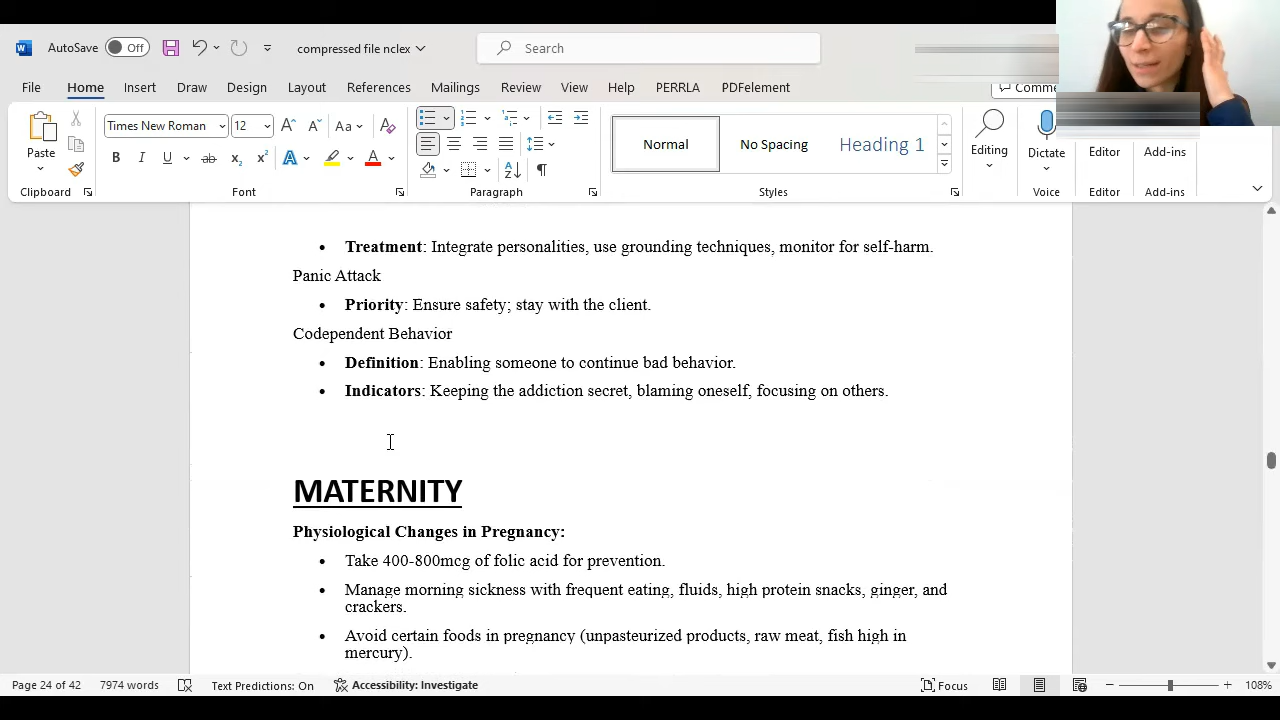 AutoSave Off compressed file nclex Search
File Home Insert Draw Design Layout References Mailings Review View Help PERRLA PDFelement
Times New Roman 12 Aa A
Paste B I U ab x2 x2 A A Normal No Spacing Heading 1 Editing Dictate Editor Add-ins
Clipboard Font Paragraph Styles Voice Editor Add-ins
• Treatment: Integrate personalities, use grounding techniques, monitor for self-harm.
Panic Attack
• Priority: Ensure safety; stay with the client.
Codependent Behavior
• Definition: Enabling someone to continue bad behavior.
• Indicators: Keeping the addiction secret, blaming oneself, focusing on others.
MATERNITY
Physiological Changes in Pregnancy:
• Take 400-800mcg of folic acid for prevention.
• Manage morning sickness with frequent eating, fluids, high protein snacks, ginger, and
crackers.
• Avoid certain foods in pregnancy (unpasteurized products, raw meat, fish high in
mercury).
Page 24 of 42 7974 words Text Predictions: On Accessibility: Investigate Focus 108%